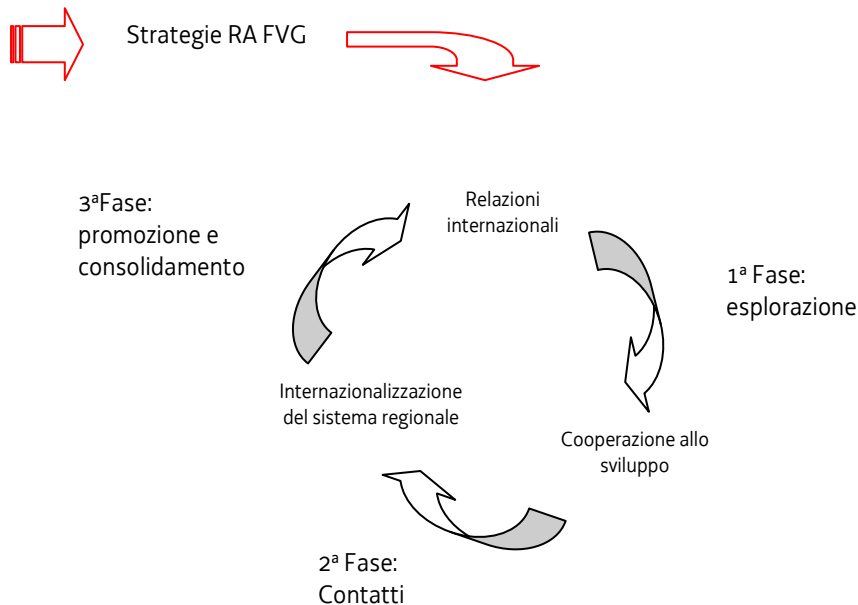 Strategie RA FVG
Relazioni
internazionali
3ªFase:
promozione e
consolidamento
1ª Fase:
esplorazione
Internazionalizzazione
del sistema regionale
Cooperazione allo
sviluppo
2ª Fase:
Contatti